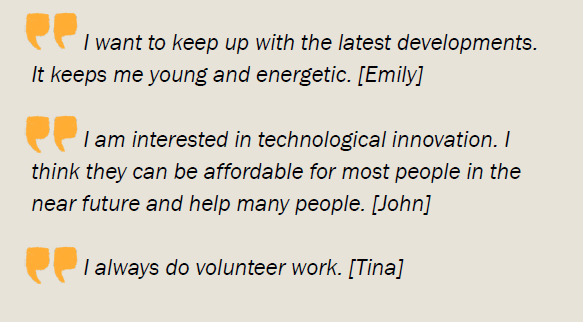 I want to keep up with the latest developments.
It keeps me young and energetic. [Emily]
I am interested in technological innovation. I
think they can be affordable for most people in the
near future and help many people. [John]
I always do volunteer work. [Tina]